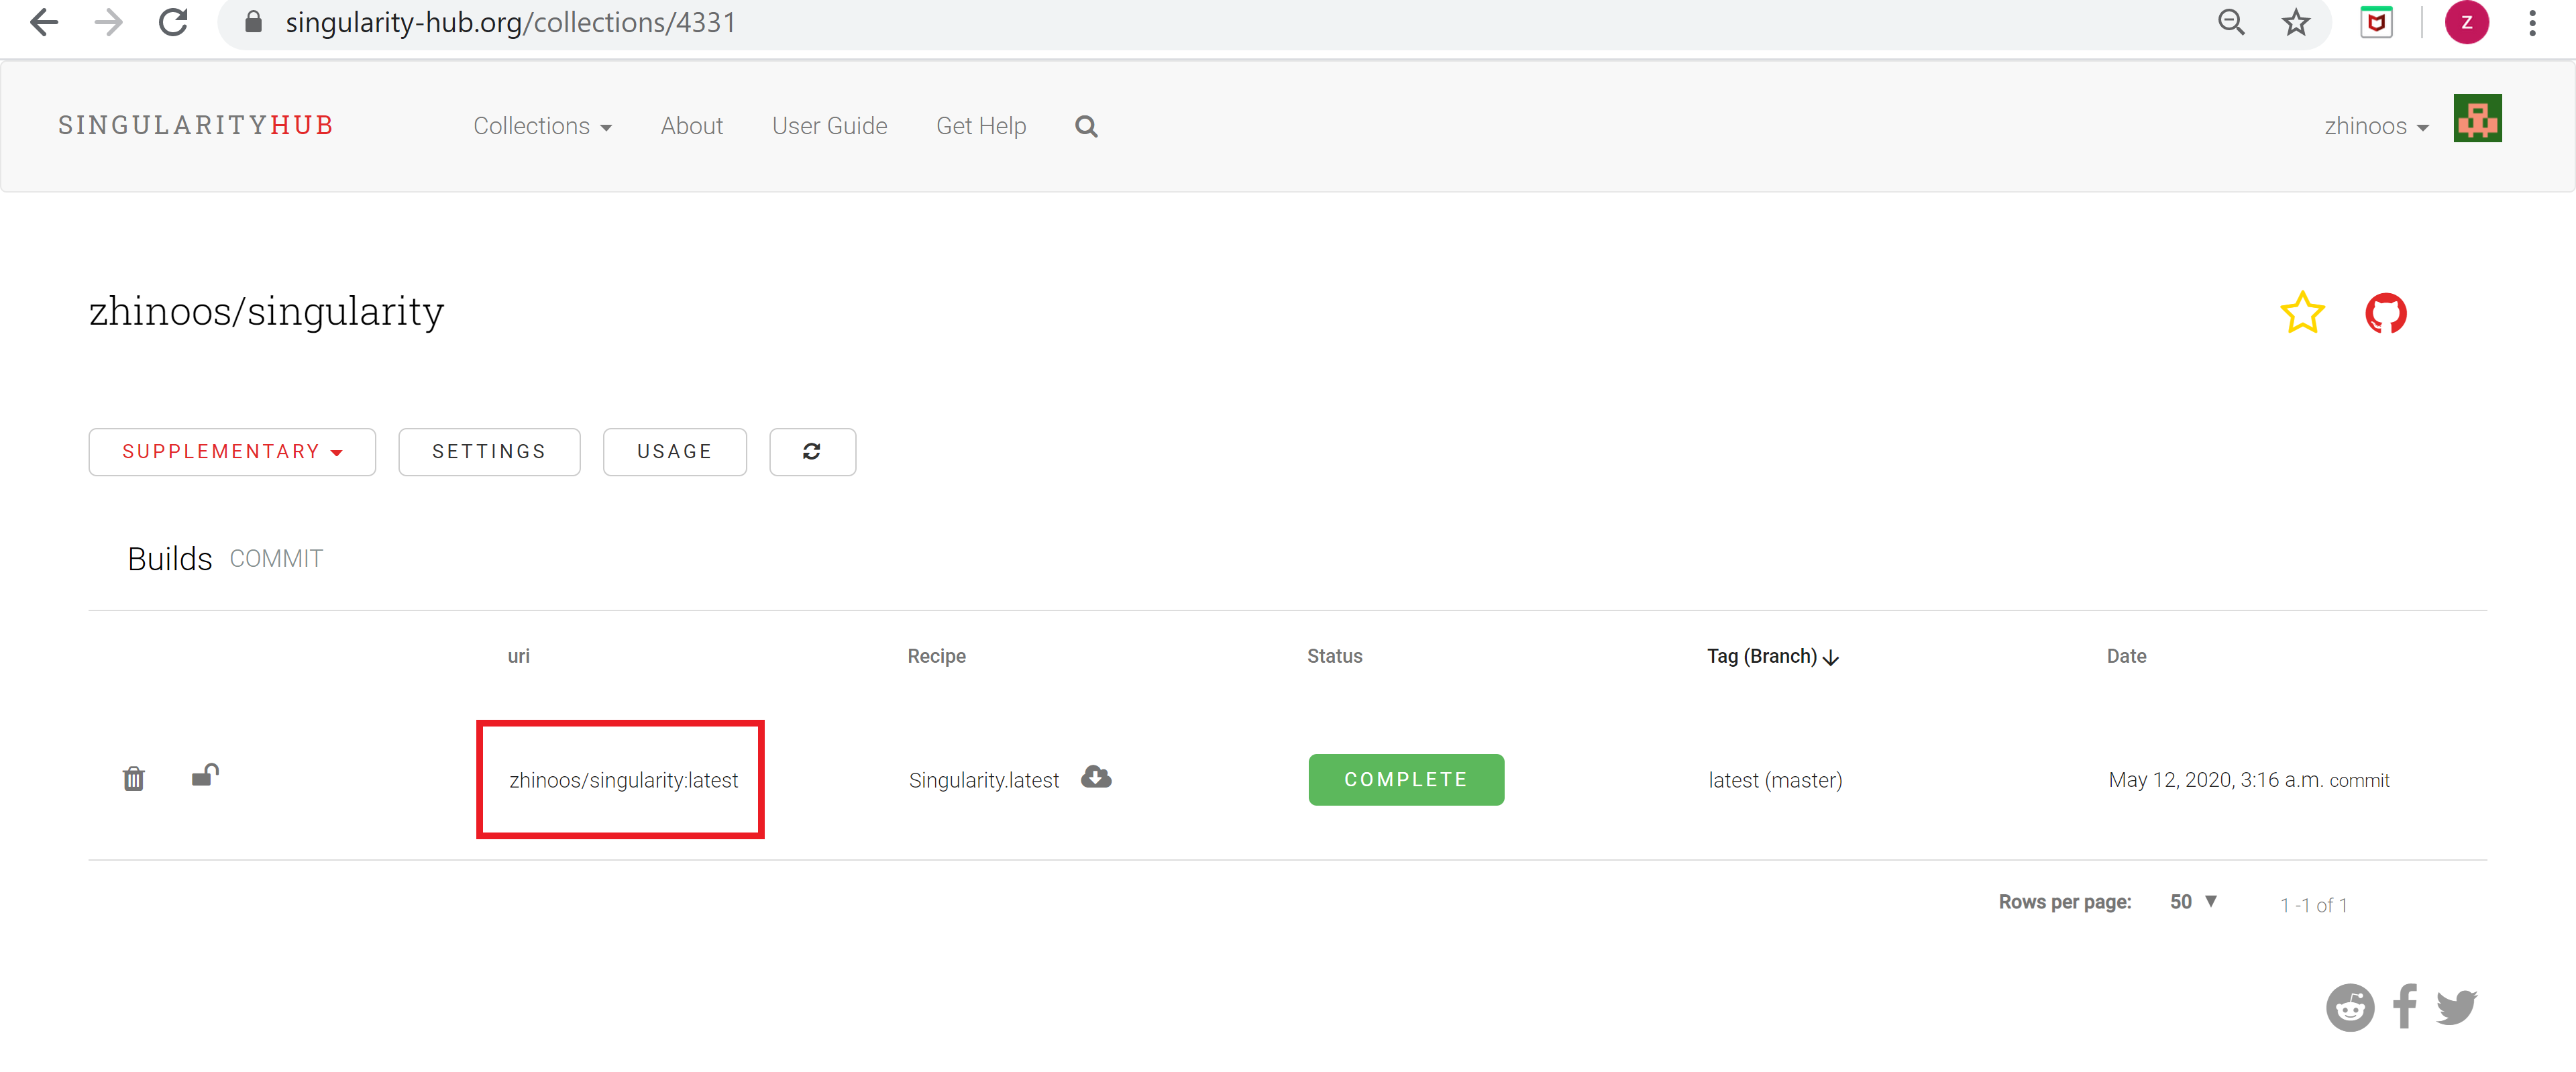 singularity-hub.org/collections/4331
Z
SINGULARITYHUB Collections About User Guide Get Help zhinoos
zhinoos/singularity
SUPPLEMENTARY SETTINGS USAGE
Builds COMMIT
uri Recipe Status Tag (Branch) Date
zhinoos/singularity:latest Singularity.latest COMPLETE latest (master) May 12, 2020, 3:16 a.m. commit
Rows per page: 50 1 -1 of 1